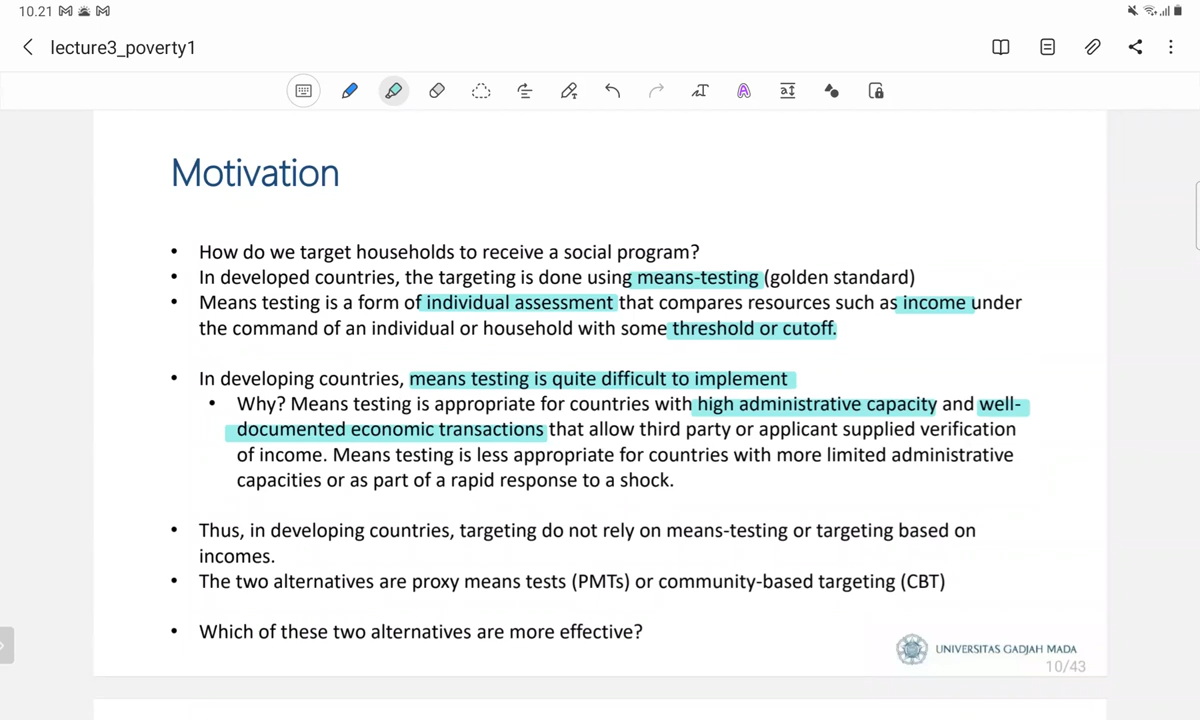 10.21
lecture3_poverty1
Motivation
• How do we target households to receive a social program?
• In developed countries, the targeting is done using means-testing (golden standard)
• Means testing is a form of individual assessment that compares resources such as income under
the command of an individual or household with some threshold or cutoff.
• In developing countries, means testing is quite difficult to implement
• Why? Means testing is appropriate for countries with high administrative capacity and well-
documented economic transactions that allow third party or applicant supplied verification
of income. Means testing is less appropriate for countries with more limited administrative
capacities or as part of a rapid response to a shock.
• Thus, in developing countries, targeting do not rely on means-testing or targeting based on
incomes.
• The two alternatives are proxy means tests (PMTs) or community-based targeting (CBT)
• Which of these two alternatives are more effective?
UNIVERSITAS GADJAH MADA
10/43